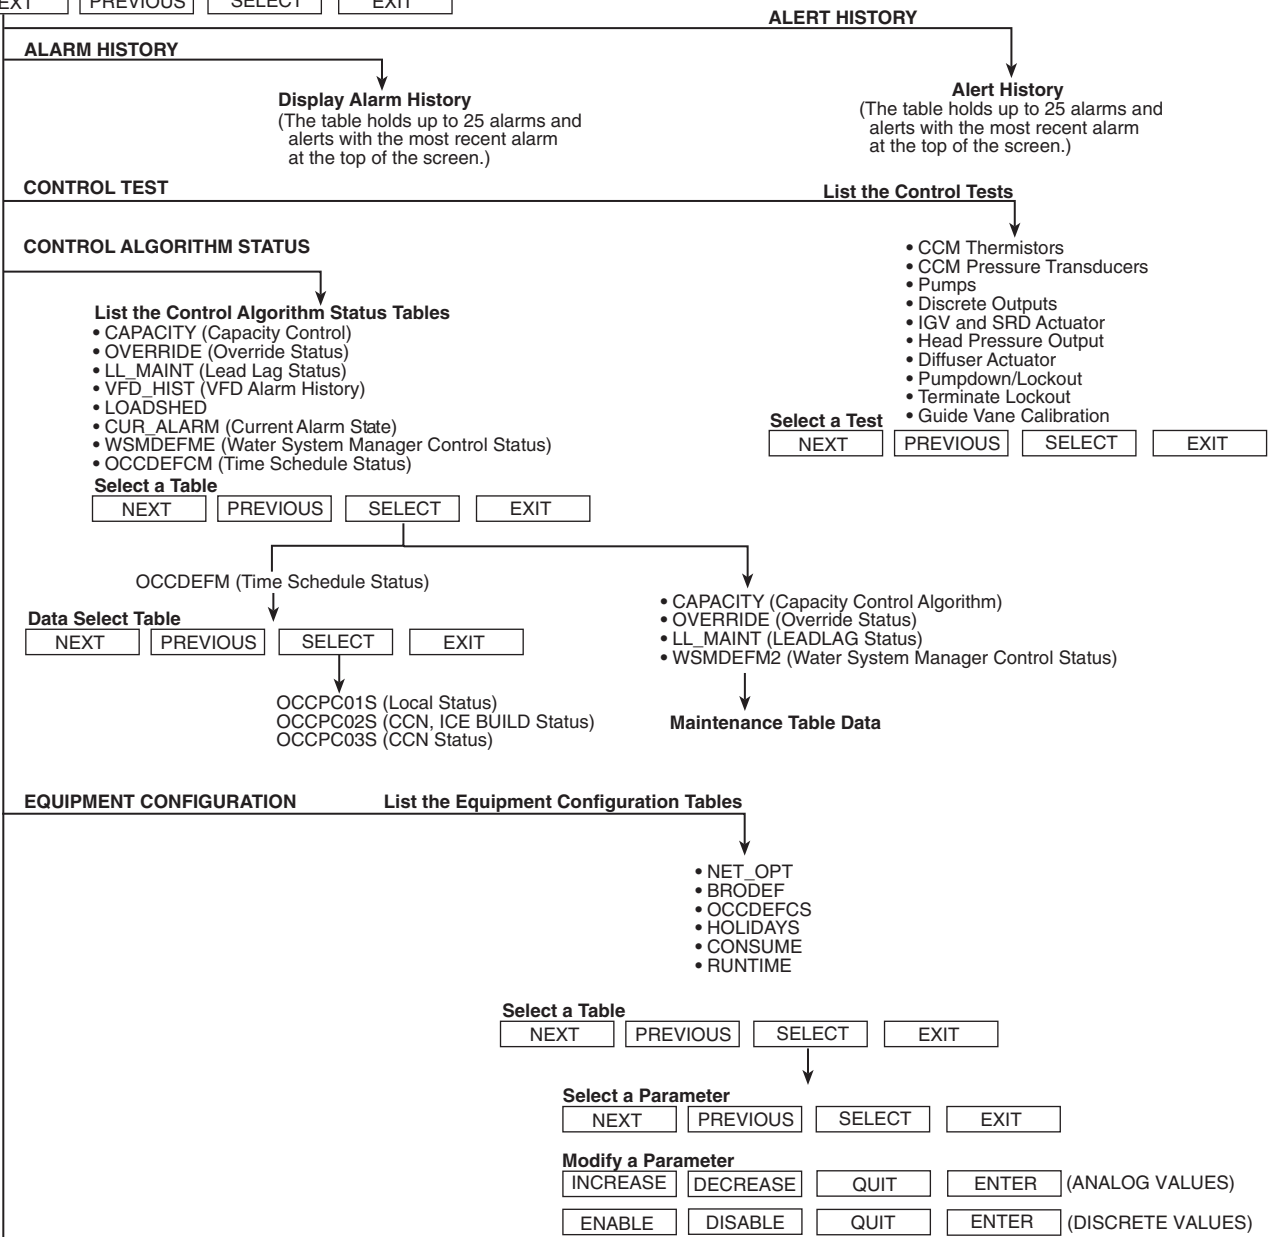 EXIT PREVIOUS SELECT EXIT
ALERT HISTORY
ALARM HISTORY
Display Alarm History
(The table holds up to 25 alarms and
alerts with the most recent alarm
at the top of the screen.)
Alert History
(The table holds up to 25 alarms and
alerts with the most recent alarm
at the top of the screen.)
CONTROL TEST
List the Control Tests
• CCM Thermistors
• CCM Pressure Transducers
• Pumps
• Discrete Outputs
• IGV and SRD Actuator
• Head Pressure Output
• Diffuser Actuator
• Pumpdown/Lockout
• Terminate Lockout
• Guide Vane Calibration
Select a Test
NEXT PREVIOUS SELECT EXIT
CONTROL ALGORITHM STATUS
List the Control Algorithm Status Tables
• CAPACITY (Capacity Control)
• OVERRIDE (Override Status)
• LL_MAINT (Lead Lag Status)
• VFD_HIST (VFD Alarm History)
• LOADSHED
• CUR_ALARM (Current Alarm State)
• WSMDEFME (Water System Manager Control Status)
• OCCDEFCM (Time Schedule Status)
Select a Table
NEXT PREVIOUS SELECT EXIT
OCCDEFM (Time Schedule Status)
Data Select Table
NEXT PREVIOUS SELECT EXIT
OCCPC01S (Local Status)
OCCPC02S (CCN, ICE BUILD Status)
OCCPC03S (CCN Status)
• CAPACITY (Capacity Control Algorithm)
• OVERRIDE (Override Status)
• LL_MAINT (LEADLAG Status)
• WSMDEFM2 (Water System Manager Control Status)
Maintenance Table Data
EQUIPMENT CONFIGURATION
List the Equipment Configuration Tables
• NET_OPT
• BRODEF
• OCCDEFCS
• HOLIDAYS
• CONSUME
• RUNTIME
Select a Table
NEXT PREVIOUS SELECT EXIT
Select a Parameter
NEXT PREVIOUS SELECT EXIT
Modify a Parameter
INCREASE DECREASE QUIT ENTER (ANALOG VALUES)
ENABLE DISABLE QUIT ENTER (DISCRETE VALUES)